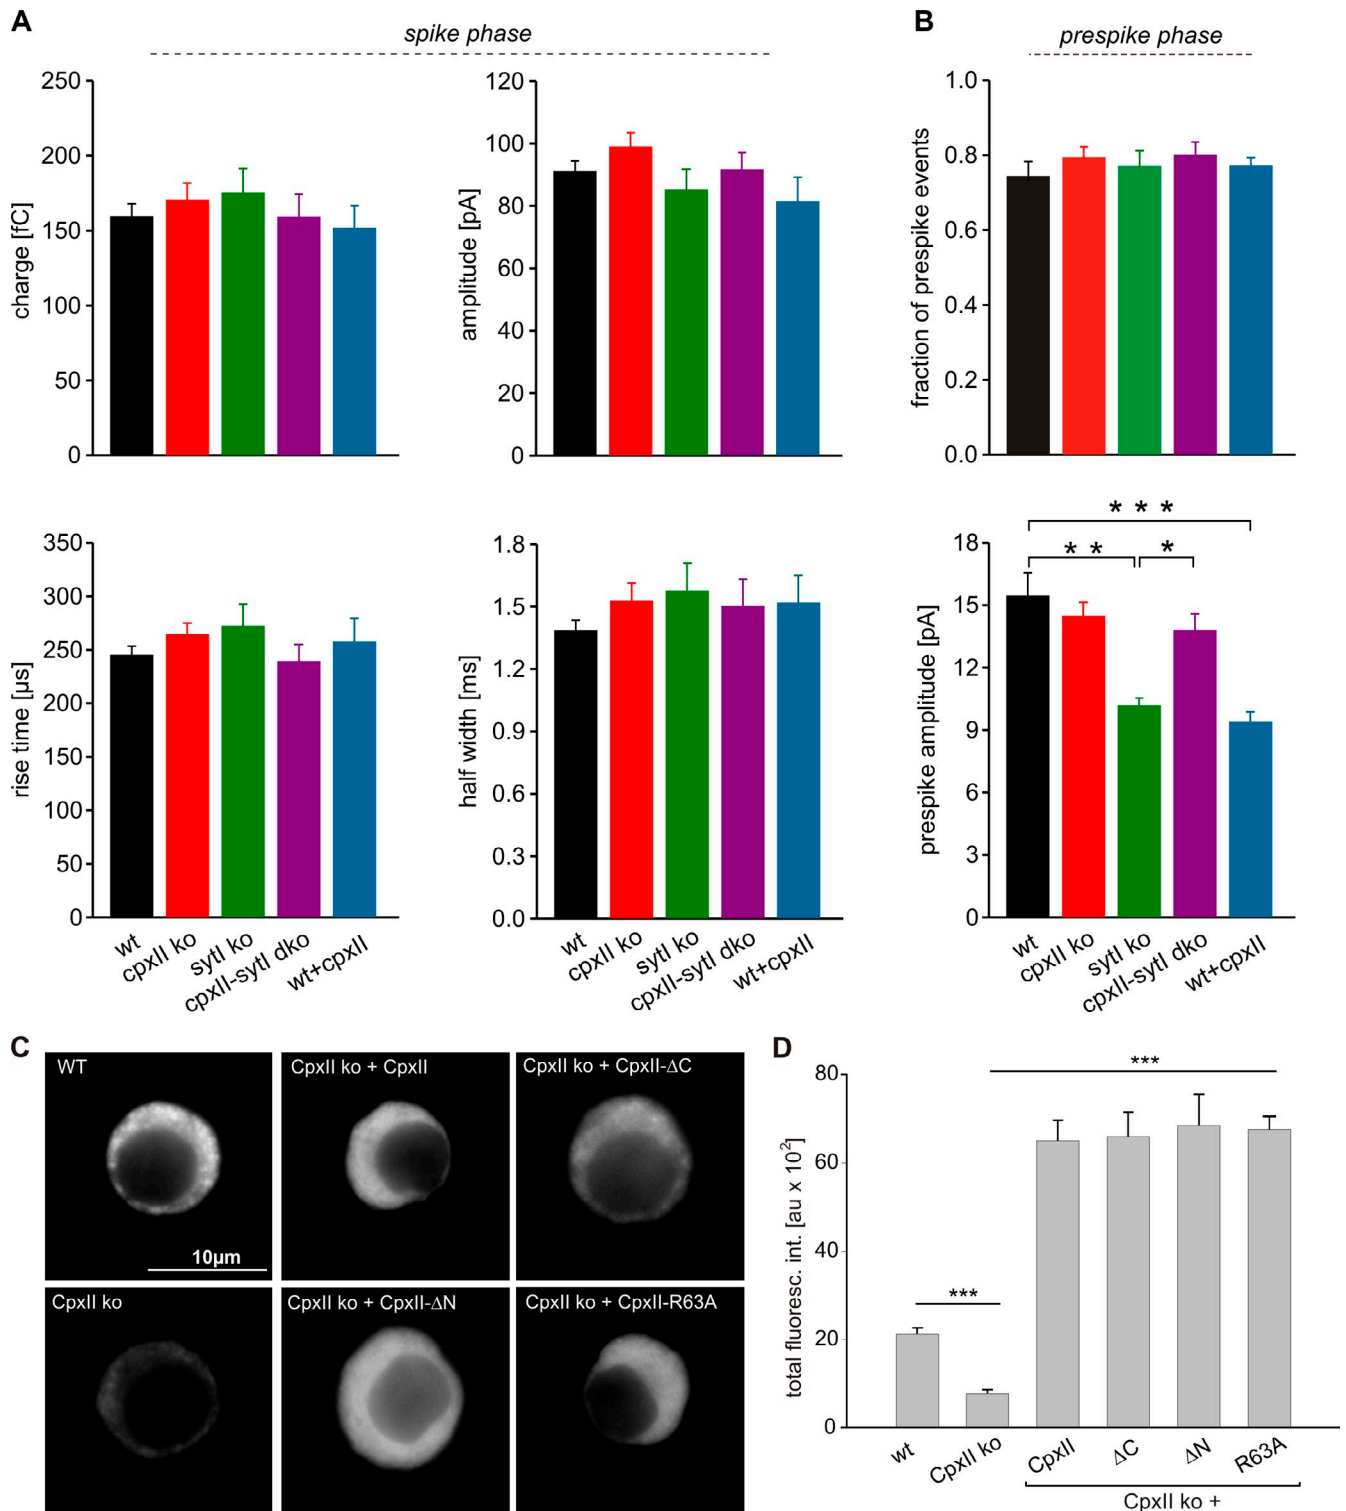 A
spike phase
B
prespike phase
charge [fC]
250
200
150
100
50
0
amplitude [pA]
120
100
80
60
40
20
0
fraction of prespike events
1.0
0.8
0.6
0.4
0.2
0.0
rise time [µs]
350
300
250
200
150
100
50
0
wt
cpxII ko
sytI ko
cpxII-sytI dko
wt+cpxII
half width [ms]
1.8
1.5
1.2
0.9
0.6
0.3
0.0
wt
cpxII ko
sytI ko
cpxII-sytI dko
wt+cpxII
prespike amplitude [pA]
* * *
* *
*
18
15
12
9
6
3
0
wt
cpxII ko
sytI ko
cpxII-sytI dko
wt+cpxII
C
WT
CpxII ko + CpxII
CpxII ko + CpxII-ΔC
10µm
CpxII ko
CpxII ko + CpxII-ΔN
CpxII ko + CpxII-R63A
D
total fluoresc. int. [au x 10²]
80
60
40
20
0
***
***
wt
CpxII ko
CpxII
ΔC
ΔN
R63A
CpxII ko +